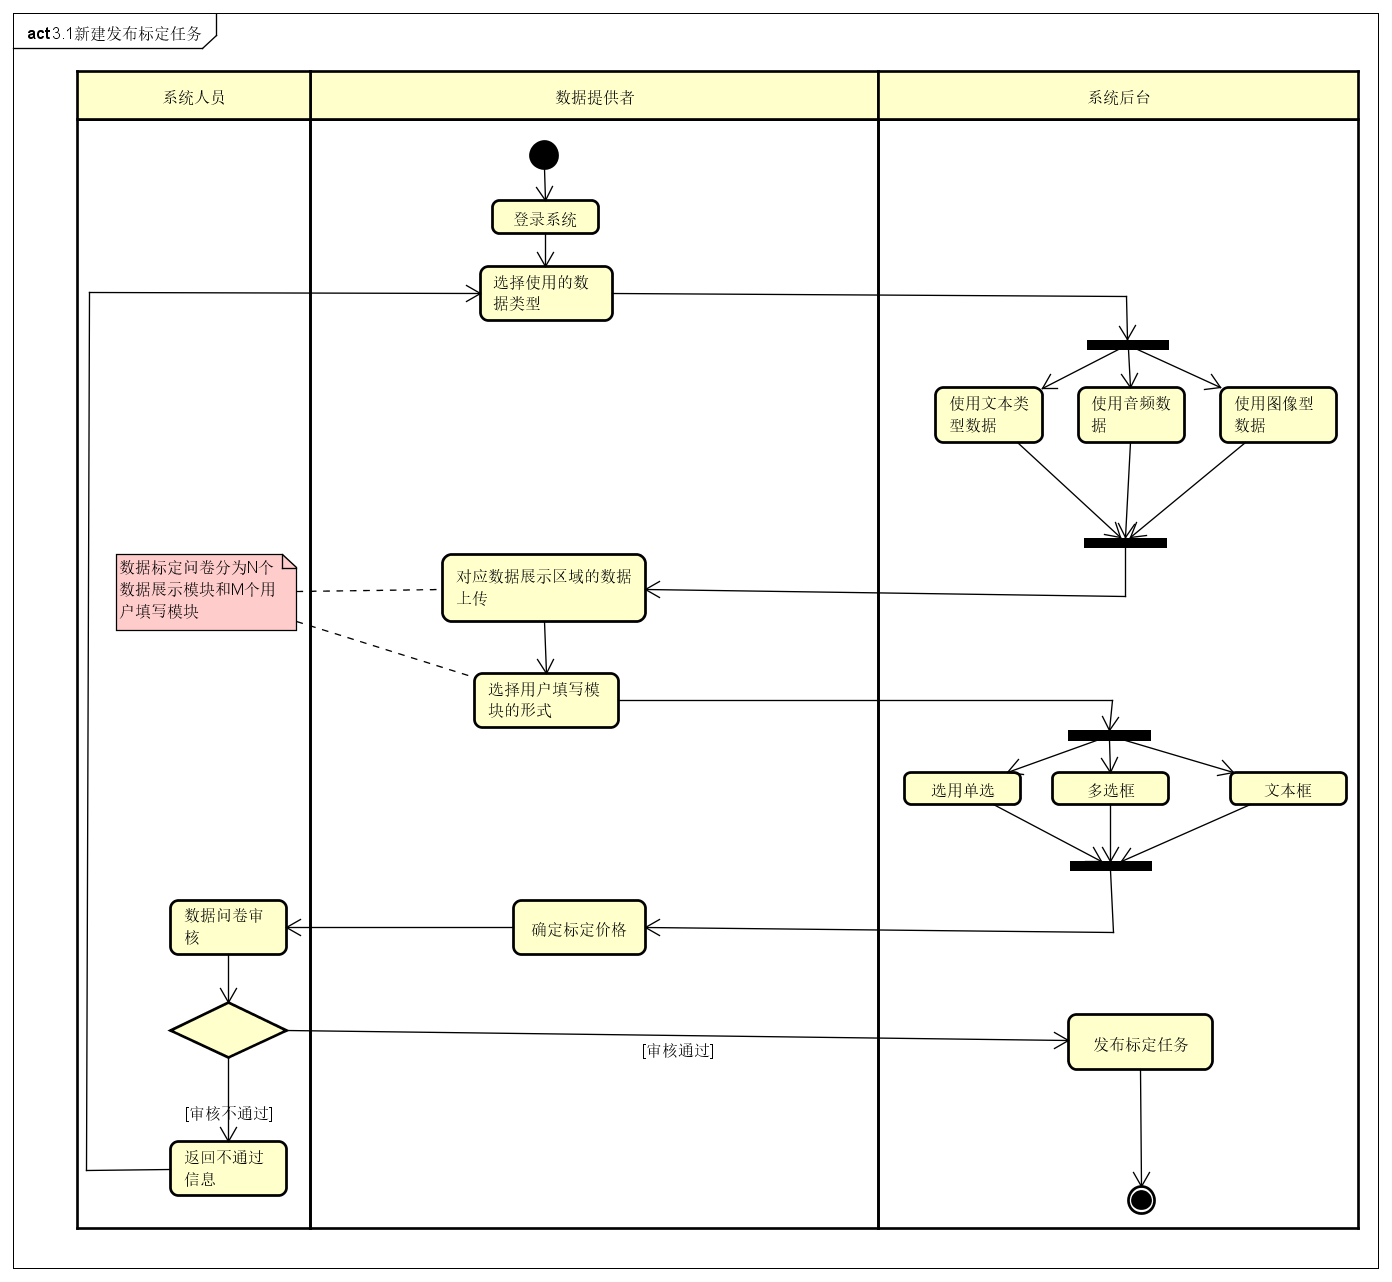 act 3.1新建发布标定任务
系统人员
数据提供者
系统后台
登录系统
选择使用的数
据类型
使用文本类
型数据
使用音频数
据
使用图像型
数据
数据标定问卷分为N个
数据展示模块和M个用
户填写模块
对应数据展示区域的数据
上传
选择用户填写模
块的形式
选用单选
多选框
文本框
数据问卷审
核
确定标定价格
[审核通过]
发布标定任务
[审核不通过]
返回不通过
信息